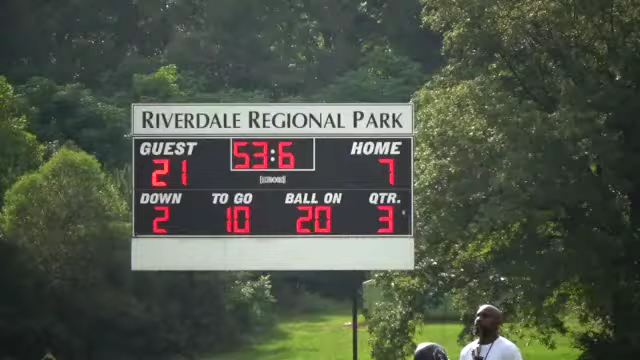 RIVERDALE REGIONAL PARK
GUEST 53:6 HOME
21 7
DOWN TO GO BALL ON QTR.
2 10 20 3